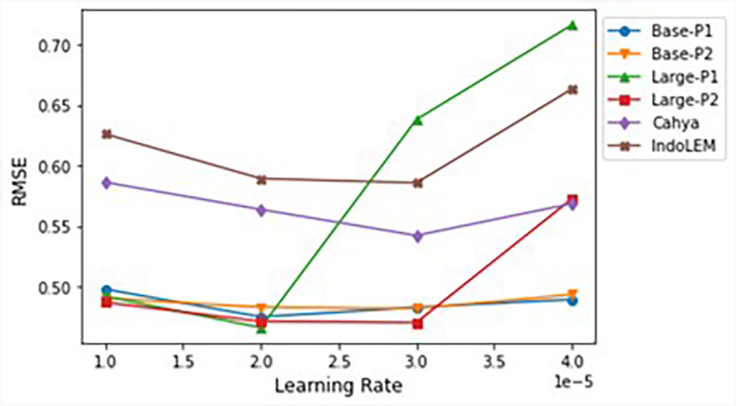 0.70
0.65
0.60
0.55
0.50
RMSE
1.0 1.5 2.0 2.5 3.0 3.5 4.0
1e−5
Learning Rate
Base-P1
Base-P2
Large-P1
Large-P2
Cahya
IndoLEM